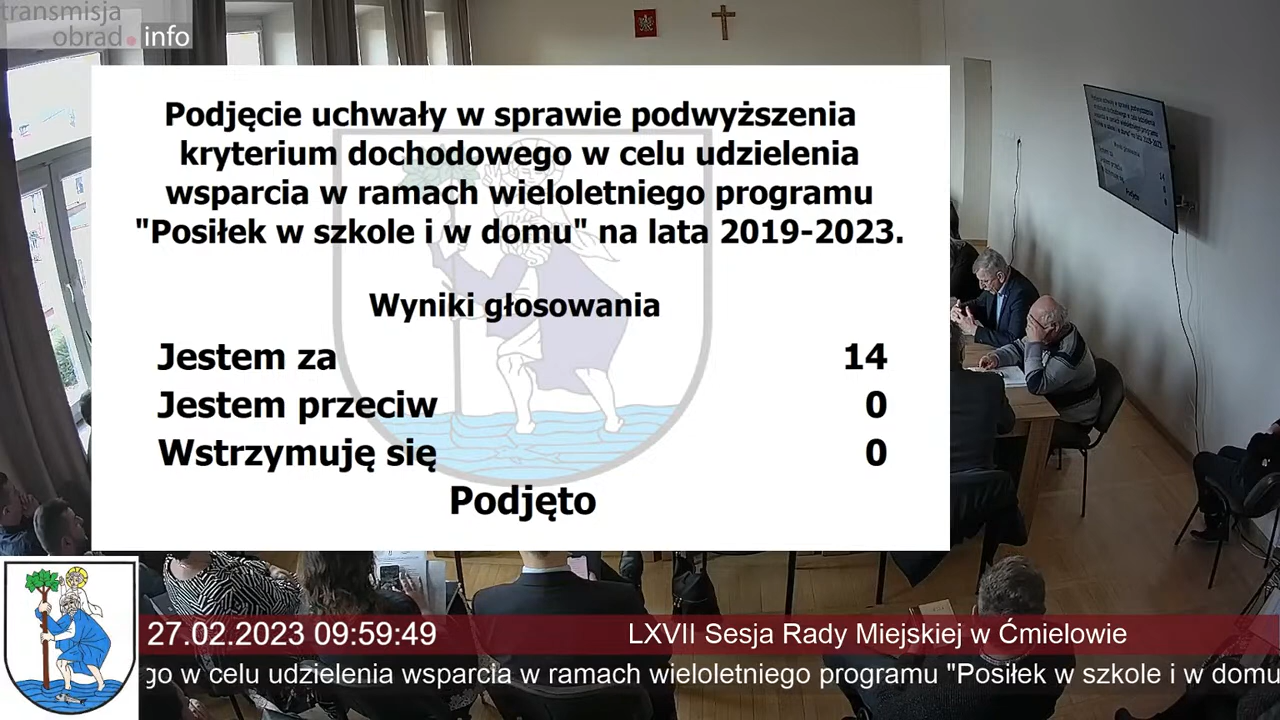 transmisja
obrad.info
Podjęcie uchwały w sprawie podwyższenia
kryterium dochodowego w celu udzielenia
wsparcia w ramach wieloletniego programu
"Posiłek w szkole i w domu" na lata 2019-2023.
Wyniki głosowania
Jestem za 14
Jestem przeciw 0
Wstrzymuję się 0
Podjęto
27.02.2023 09:59:49 LXVII Sesja Rady Miejskiej w Ćmielowie
go w celu udzielenia wsparcia w ramach wieloletniego programu "Posiłek w szkole i w domu